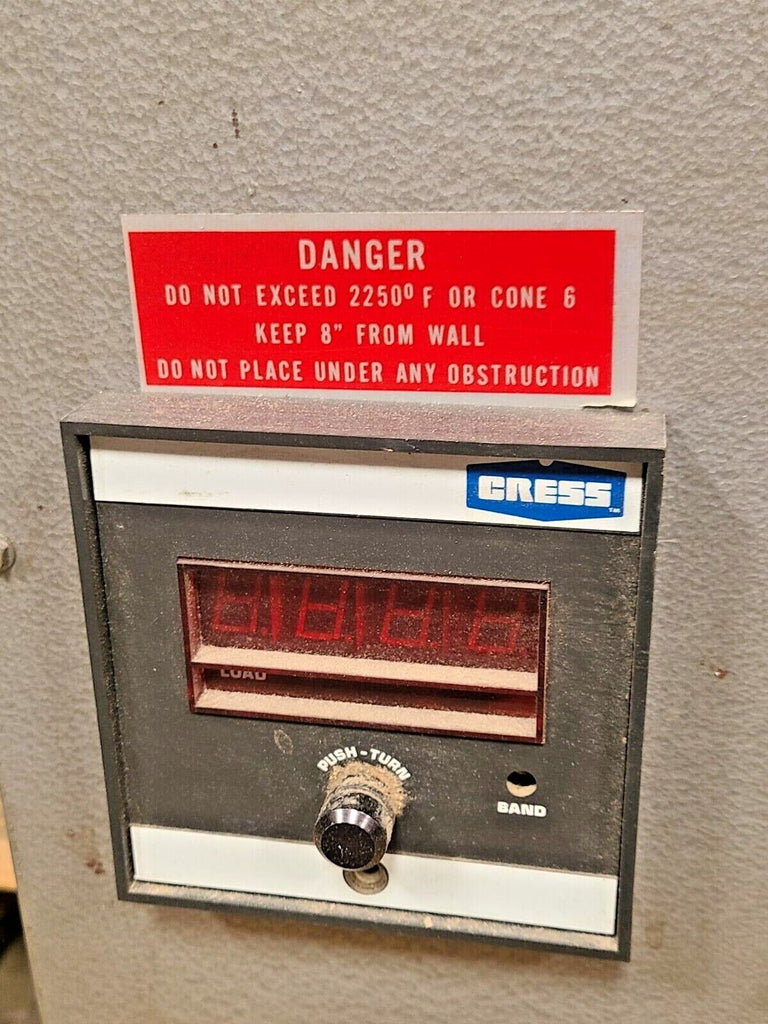 DANGER
DO NOT EXCEED 2250º F OR CONE 6
KEEP 8" FROM WALL
DO NOT PLACE UNDER ANY OBSTRUCTION
CRESS
LOAD
PUSH-TURN
BAND